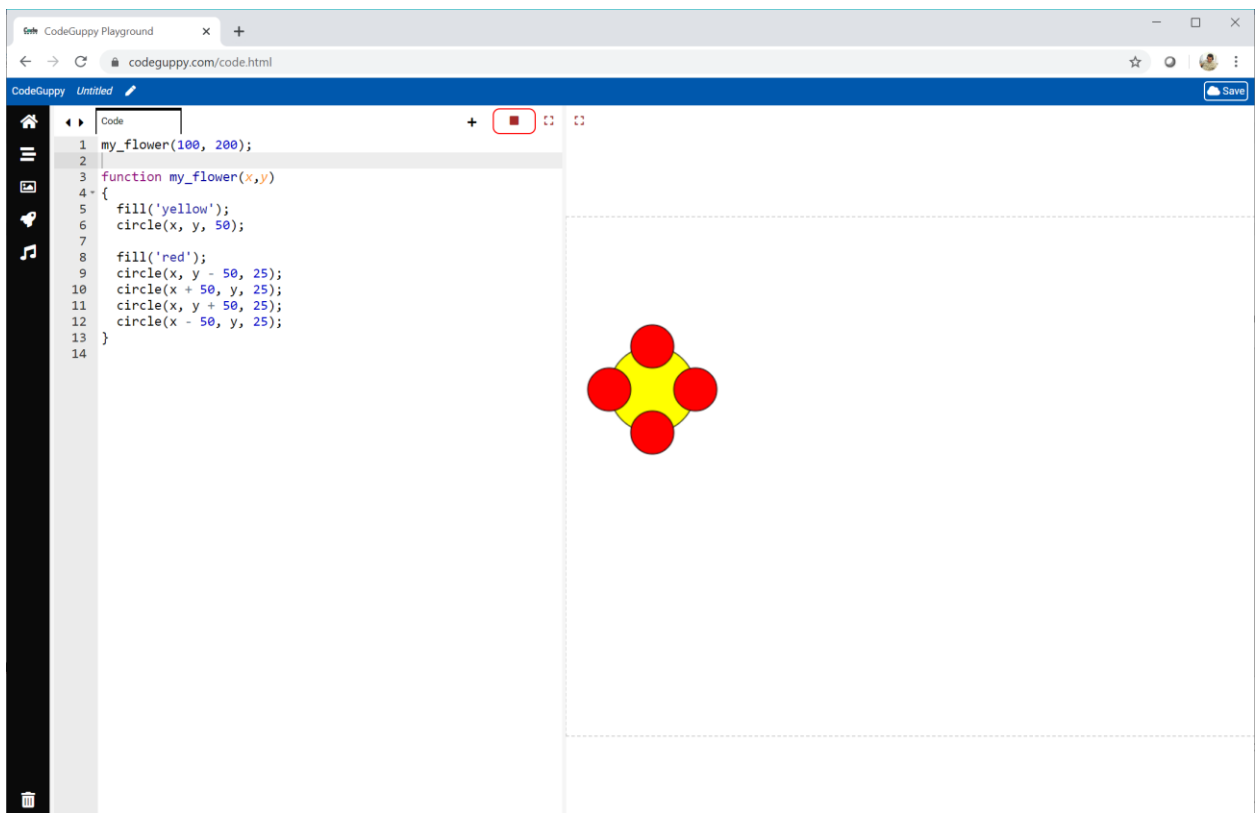 Code CodeGuppy Playground
codeguppy.com/code.html
CodeGuppy Untitled Save
Code
1 my_flower(100, 200);
2
3 function my_flower(x,y)
4 {
5 fill('yellow');
6 circle(x, y, 50);
7
8 fill('red');
9 circle(x, y - 50, 25);
10 circle(x + 50, y, 25);
11 circle(x, y + 50, 25);
12 circle(x - 50, y, 25);
13 }
14